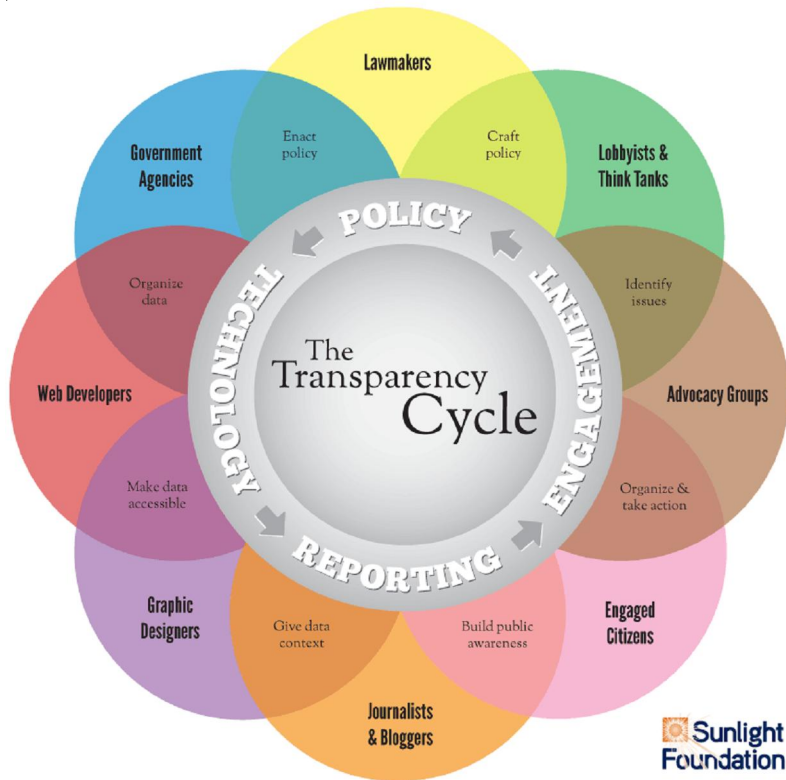 Lawmakers
Enact
policy
Craft
policy
Government
Agencies
Lobbyists &
Think Tanks
POLICY
Organize
data
Identify
issues
TECHNOLOGY
The
Transparency
Cycle
ENGAGEMENT
Web Developers
Advocacy Groups
Make data
accessible
Organize &
take action
REPORTING
Graphic
Designers
Give data
context
Build public
awareness
Engaged
Citizens
Journalists
& Bloggers
Sunlight
Foundation